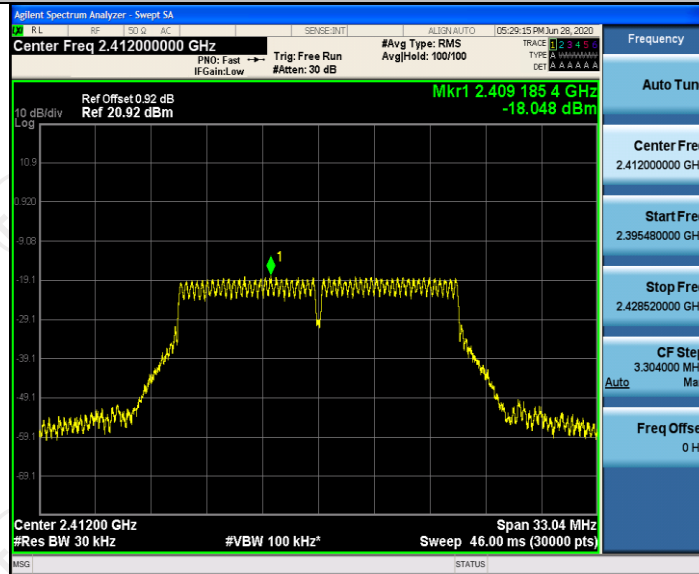 Agilent Spectrum Analyzer - Swept SA
RL RF 50 Ω AC SENSE:INT ALIGN AUTO 05:29:15 PM Jun 28, 2020
Center Freq 2.412000000 GHz
PNO: Fast
IFGain:Low
Trig: Free Run
#Atten: 30 dB
#Avg Type: RMS
Avg|Hold: 100/100
TRACE 1 2 3 4 5 6
TYPE A
DET A A A A A A
Mkr1 2.409 185 4 GHz
-18.048 dBm
Ref Offset 0.92 dB
Ref 20.92 dBm
10 dB/div
Log
10.9
0.920
-9.08
-19.1
-29.1
-39.1
-49.1
-59.1
-69.1
1
Center 2.41200 GHz
Span 33.04 MHz
#Res BW 30 kHz
#VBW 100 kHz*
Sweep 46.00 ms (30000 pts)
MSG
STATUS
Frequency
Auto Tun
Center Fre
2.412000000 GH
Start Fre
2.395480000 GH
Stop Fre
2.428520000 GH
CF Ste
3.304000 MH
Auto Ma
Freq Offse
0 H